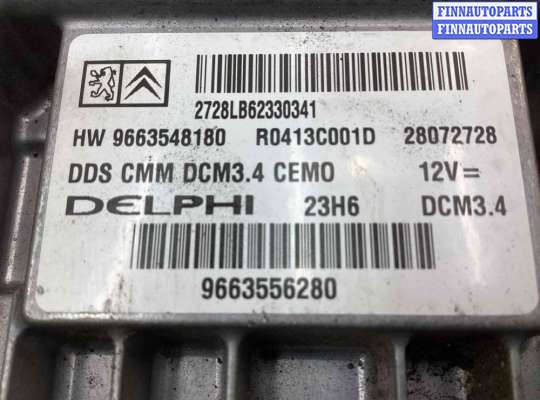 FINNAUTOPARTS
FINNAUTOPARTS
2728LB62330341
HW 9663548180 R0413C001D 28072728
DDS CMM DCM3.4 CEMO 12V=
DELPHI 23H6 DCM3.4
9663556280